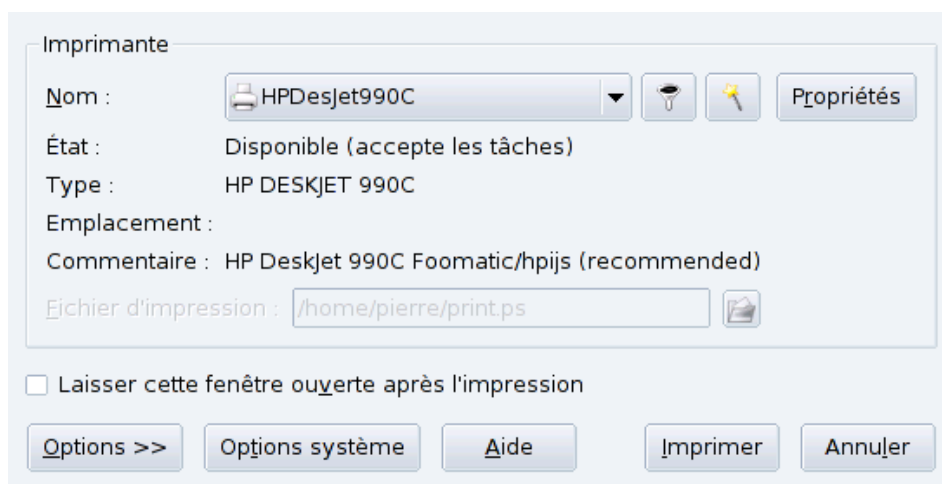 Imprimante
Nom : HPDesJet990C Propriétés
État : Disponible (accepte les tâches)
Type : HP DESKJET 990C
Emplacement :
Commentaire : HP DeskJet 990C Foomatic/hpijs (recommended)
Fichier d'impression : /home/pierre/print.ps
Laisser cette fenêtre ouverte après l'impression
Options >> Options système Aide Imprimer Annuler